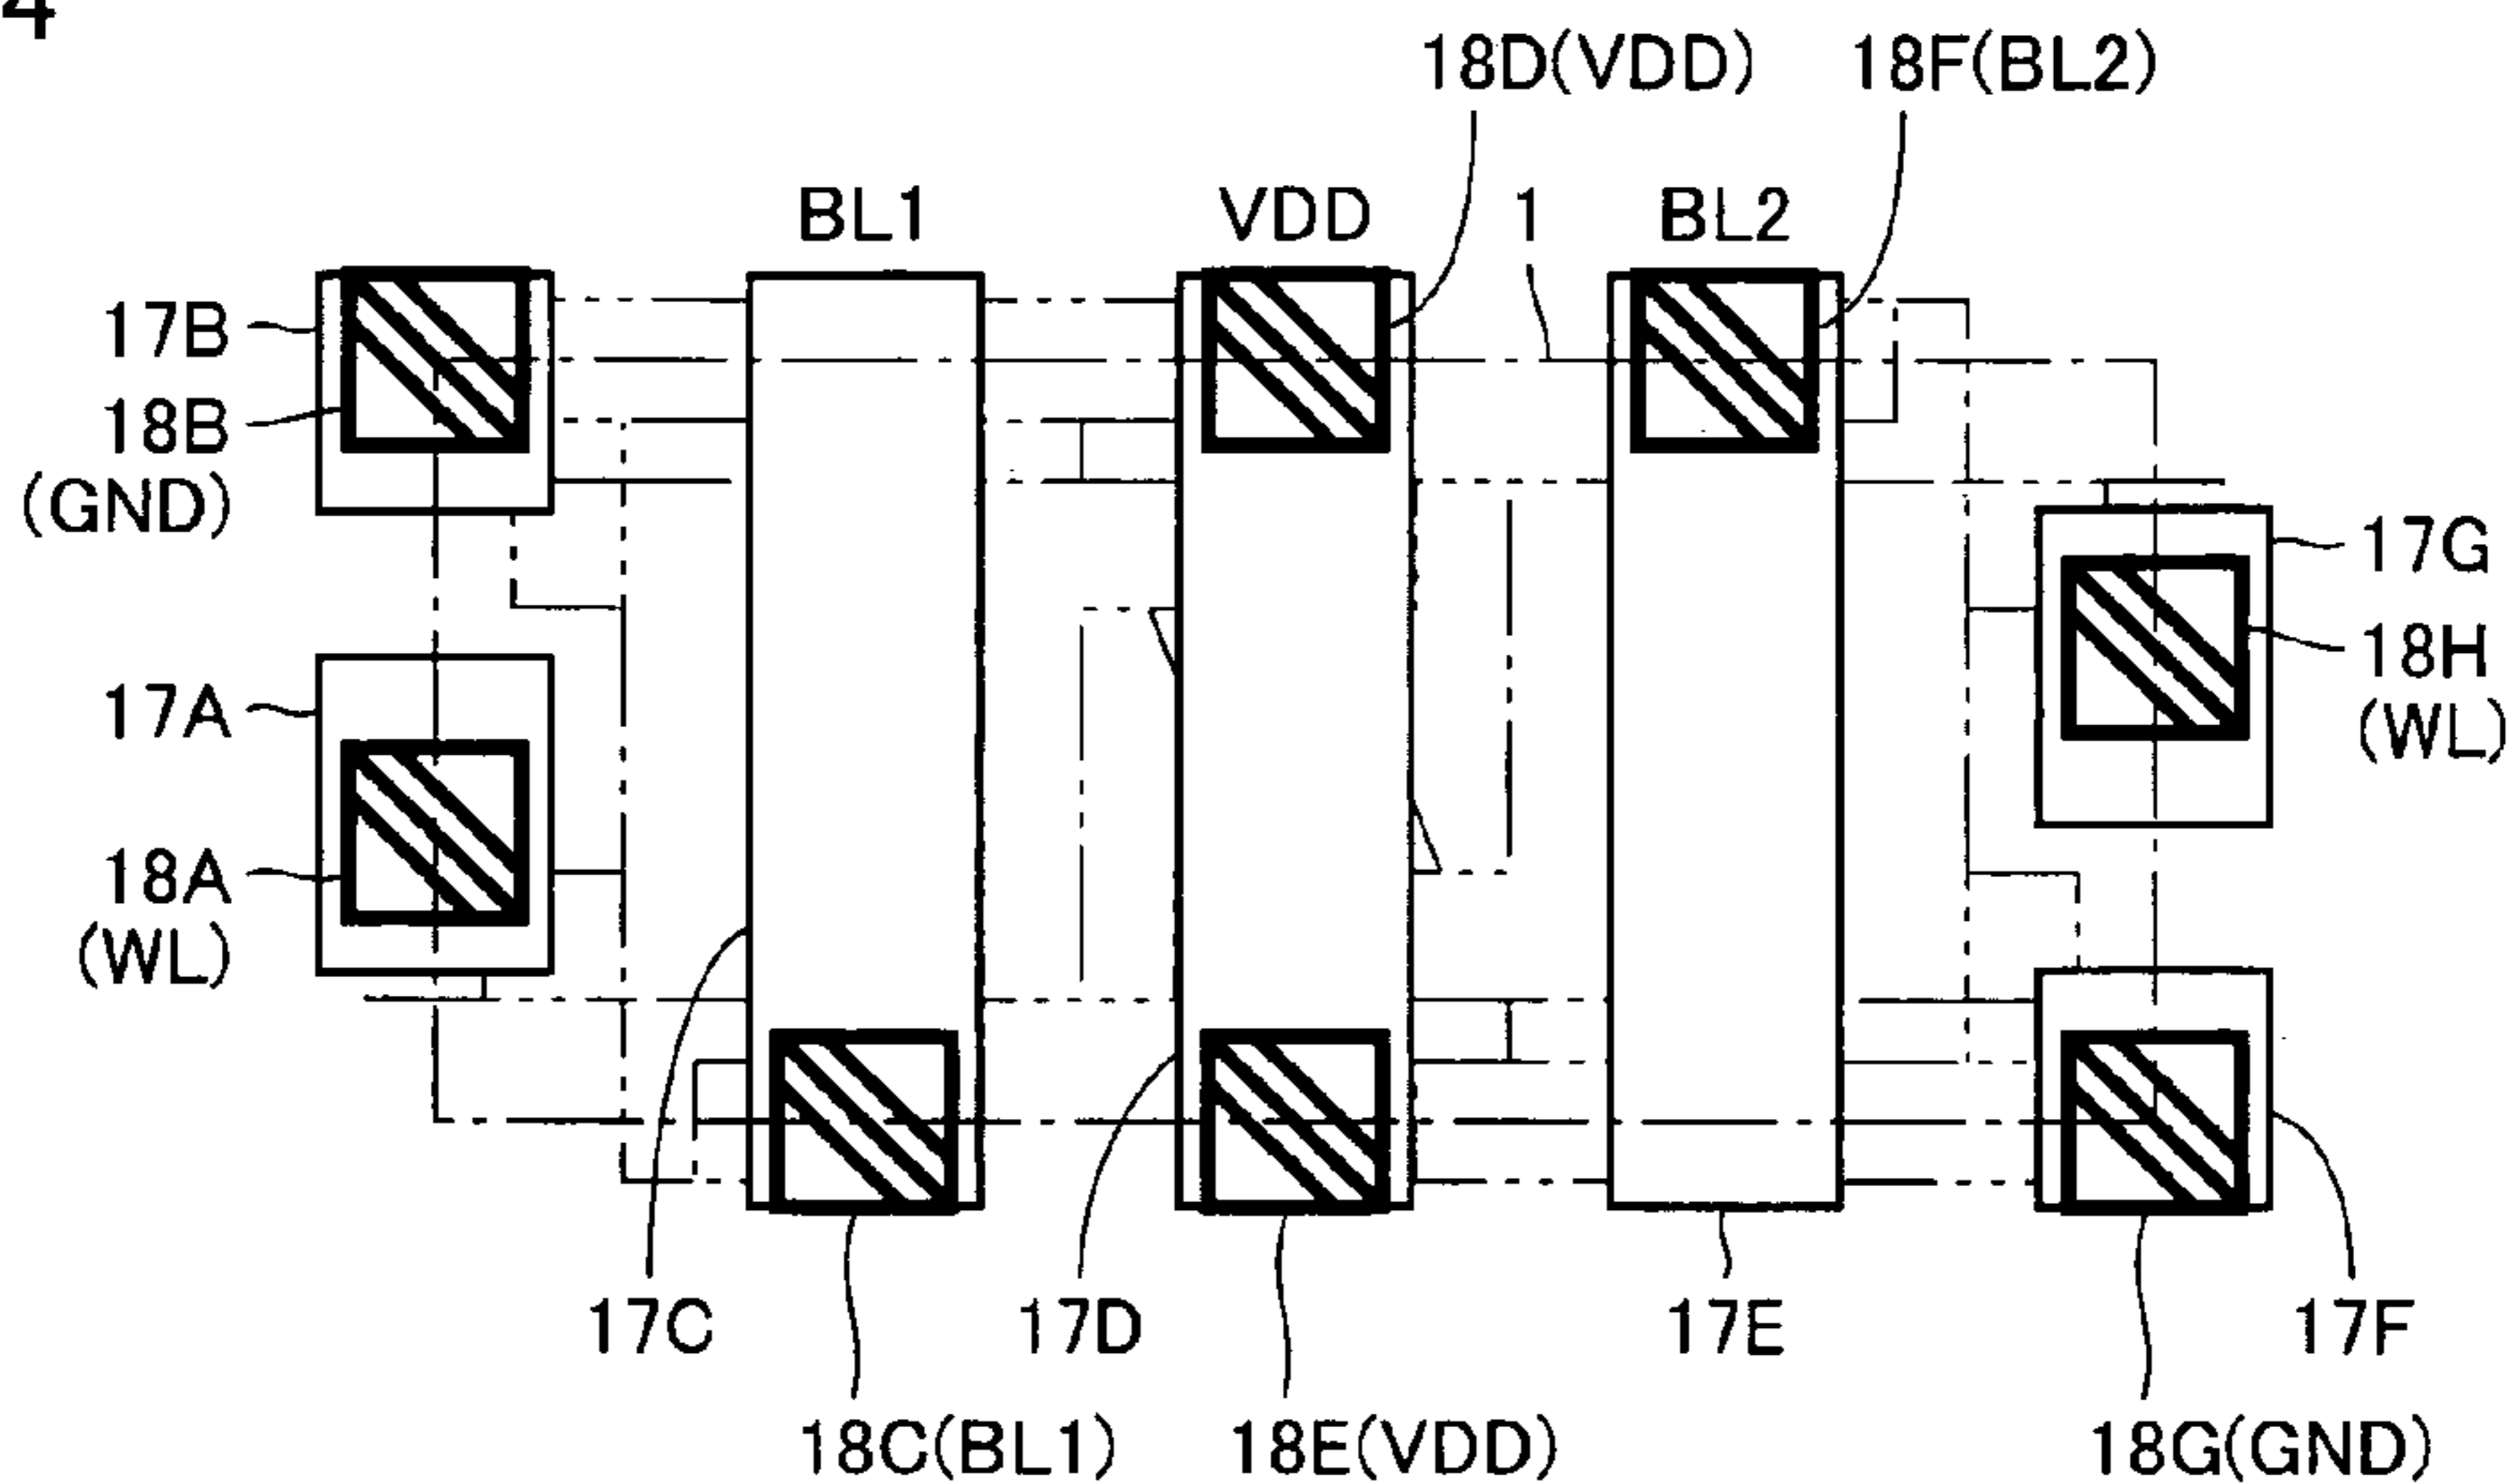 4
18D(VDD) 18F(BL2)
BL1 VDD 1 BL2
17B
18B
(GND)
17G
18H
(WL)
17A
18A
(WL)
17C 17D 17E 17F
18C(BL1) 18E(VDD) 18G(GND)